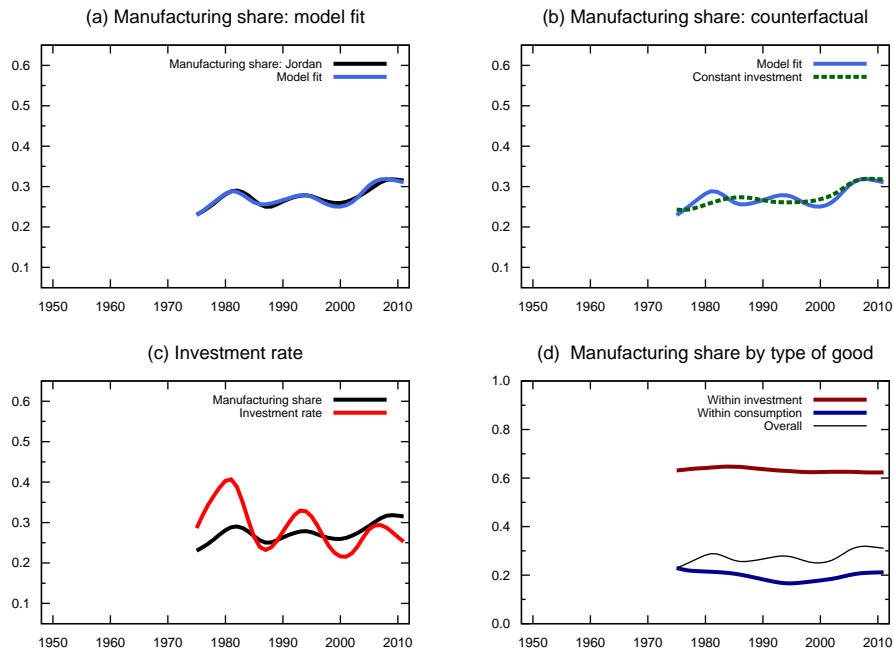 (a) Manufacturing share: model fit
0.6
0.5
0.4
0.3
0.2
0.1
1950 1960 1970 1980 1990 2000 2010
Manufacturing share: Jordan
Model fit
(b) Manufacturing share: counterfactual
0.6
0.5
0.4
0.3
0.2
0.1
1950 1960 1970 1980 1990 2000 2010
Model fit
Constant investment
(c) Investment rate
0.6
0.5
0.4
0.3
0.2
0.1
1950 1960 1970 1980 1990 2000 2010
Manufacturing share
Investment rate
(d) Manufacturing share by type of good
1.0
0.8
0.6
0.4
0.2
0.0
1950 1960 1970 1980 1990 2000 2010
Within investment
Within consumption
Overall